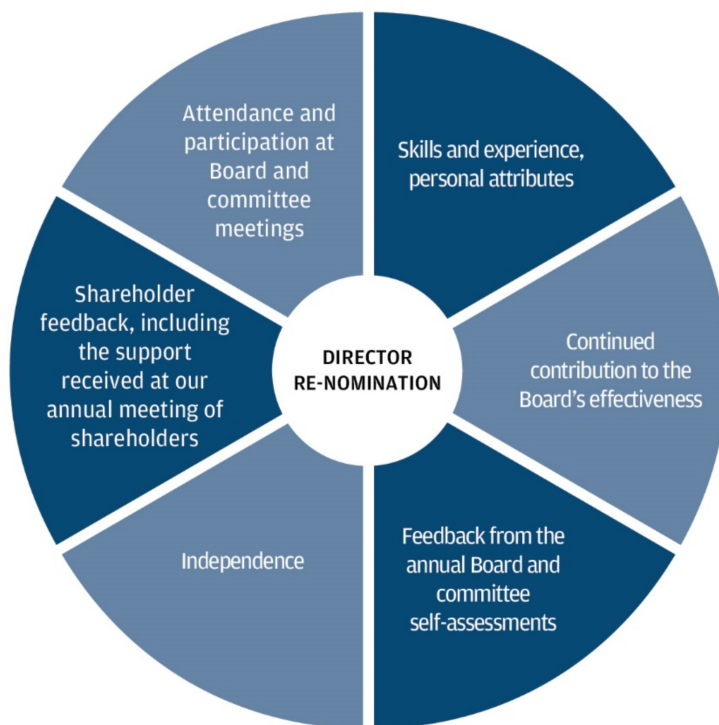 DIRECTOR
RE-NOMINATION
Skills and experience,
personal attributes
Continued
contribution to the
Board's effectiveness
Feedback from the
annual Board and
committee
self-assessments
Independence
Shareholder
feedback, including
the support
received at our
annual meeting of
shareholders
Attendance and
participation at
Board and
committee
meetings